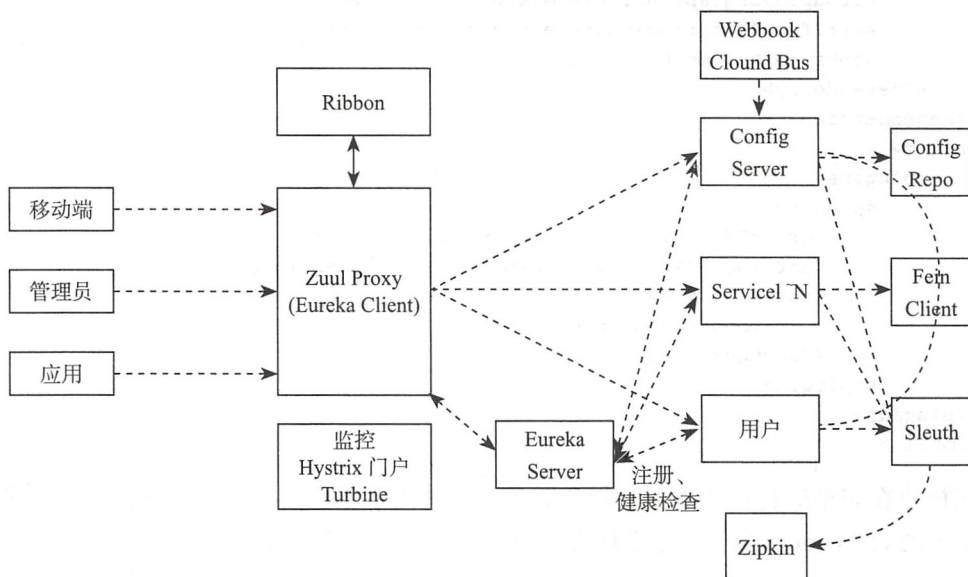 Webbook
Clound Bus
Ribbon
Config
Server
Config
Repo
移动端
管理员
应用
Zuul Proxy
(Eureka Client)
Servicel ~N
Fein
Client
监控
Hystrix 门户
Turbine
Eureka
Server
用户
Sleuth
注册、
健康检查
Zipkin